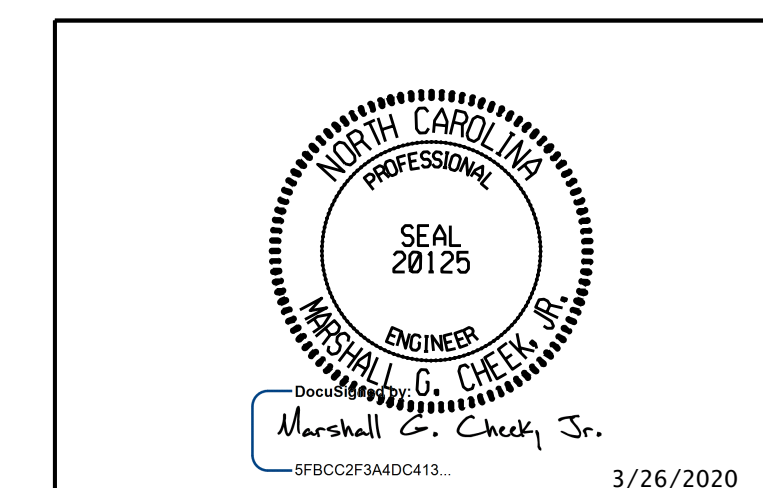 NORTH CAROLINA
PROFESSIONAL
SEAL
20125
ENGINEER
MARSHALL G. CHEEK, JR.
DocuSigned by:
Marshall G. Cheek, Jr.
5FBCC2F3A4DC413...
3/26/2020